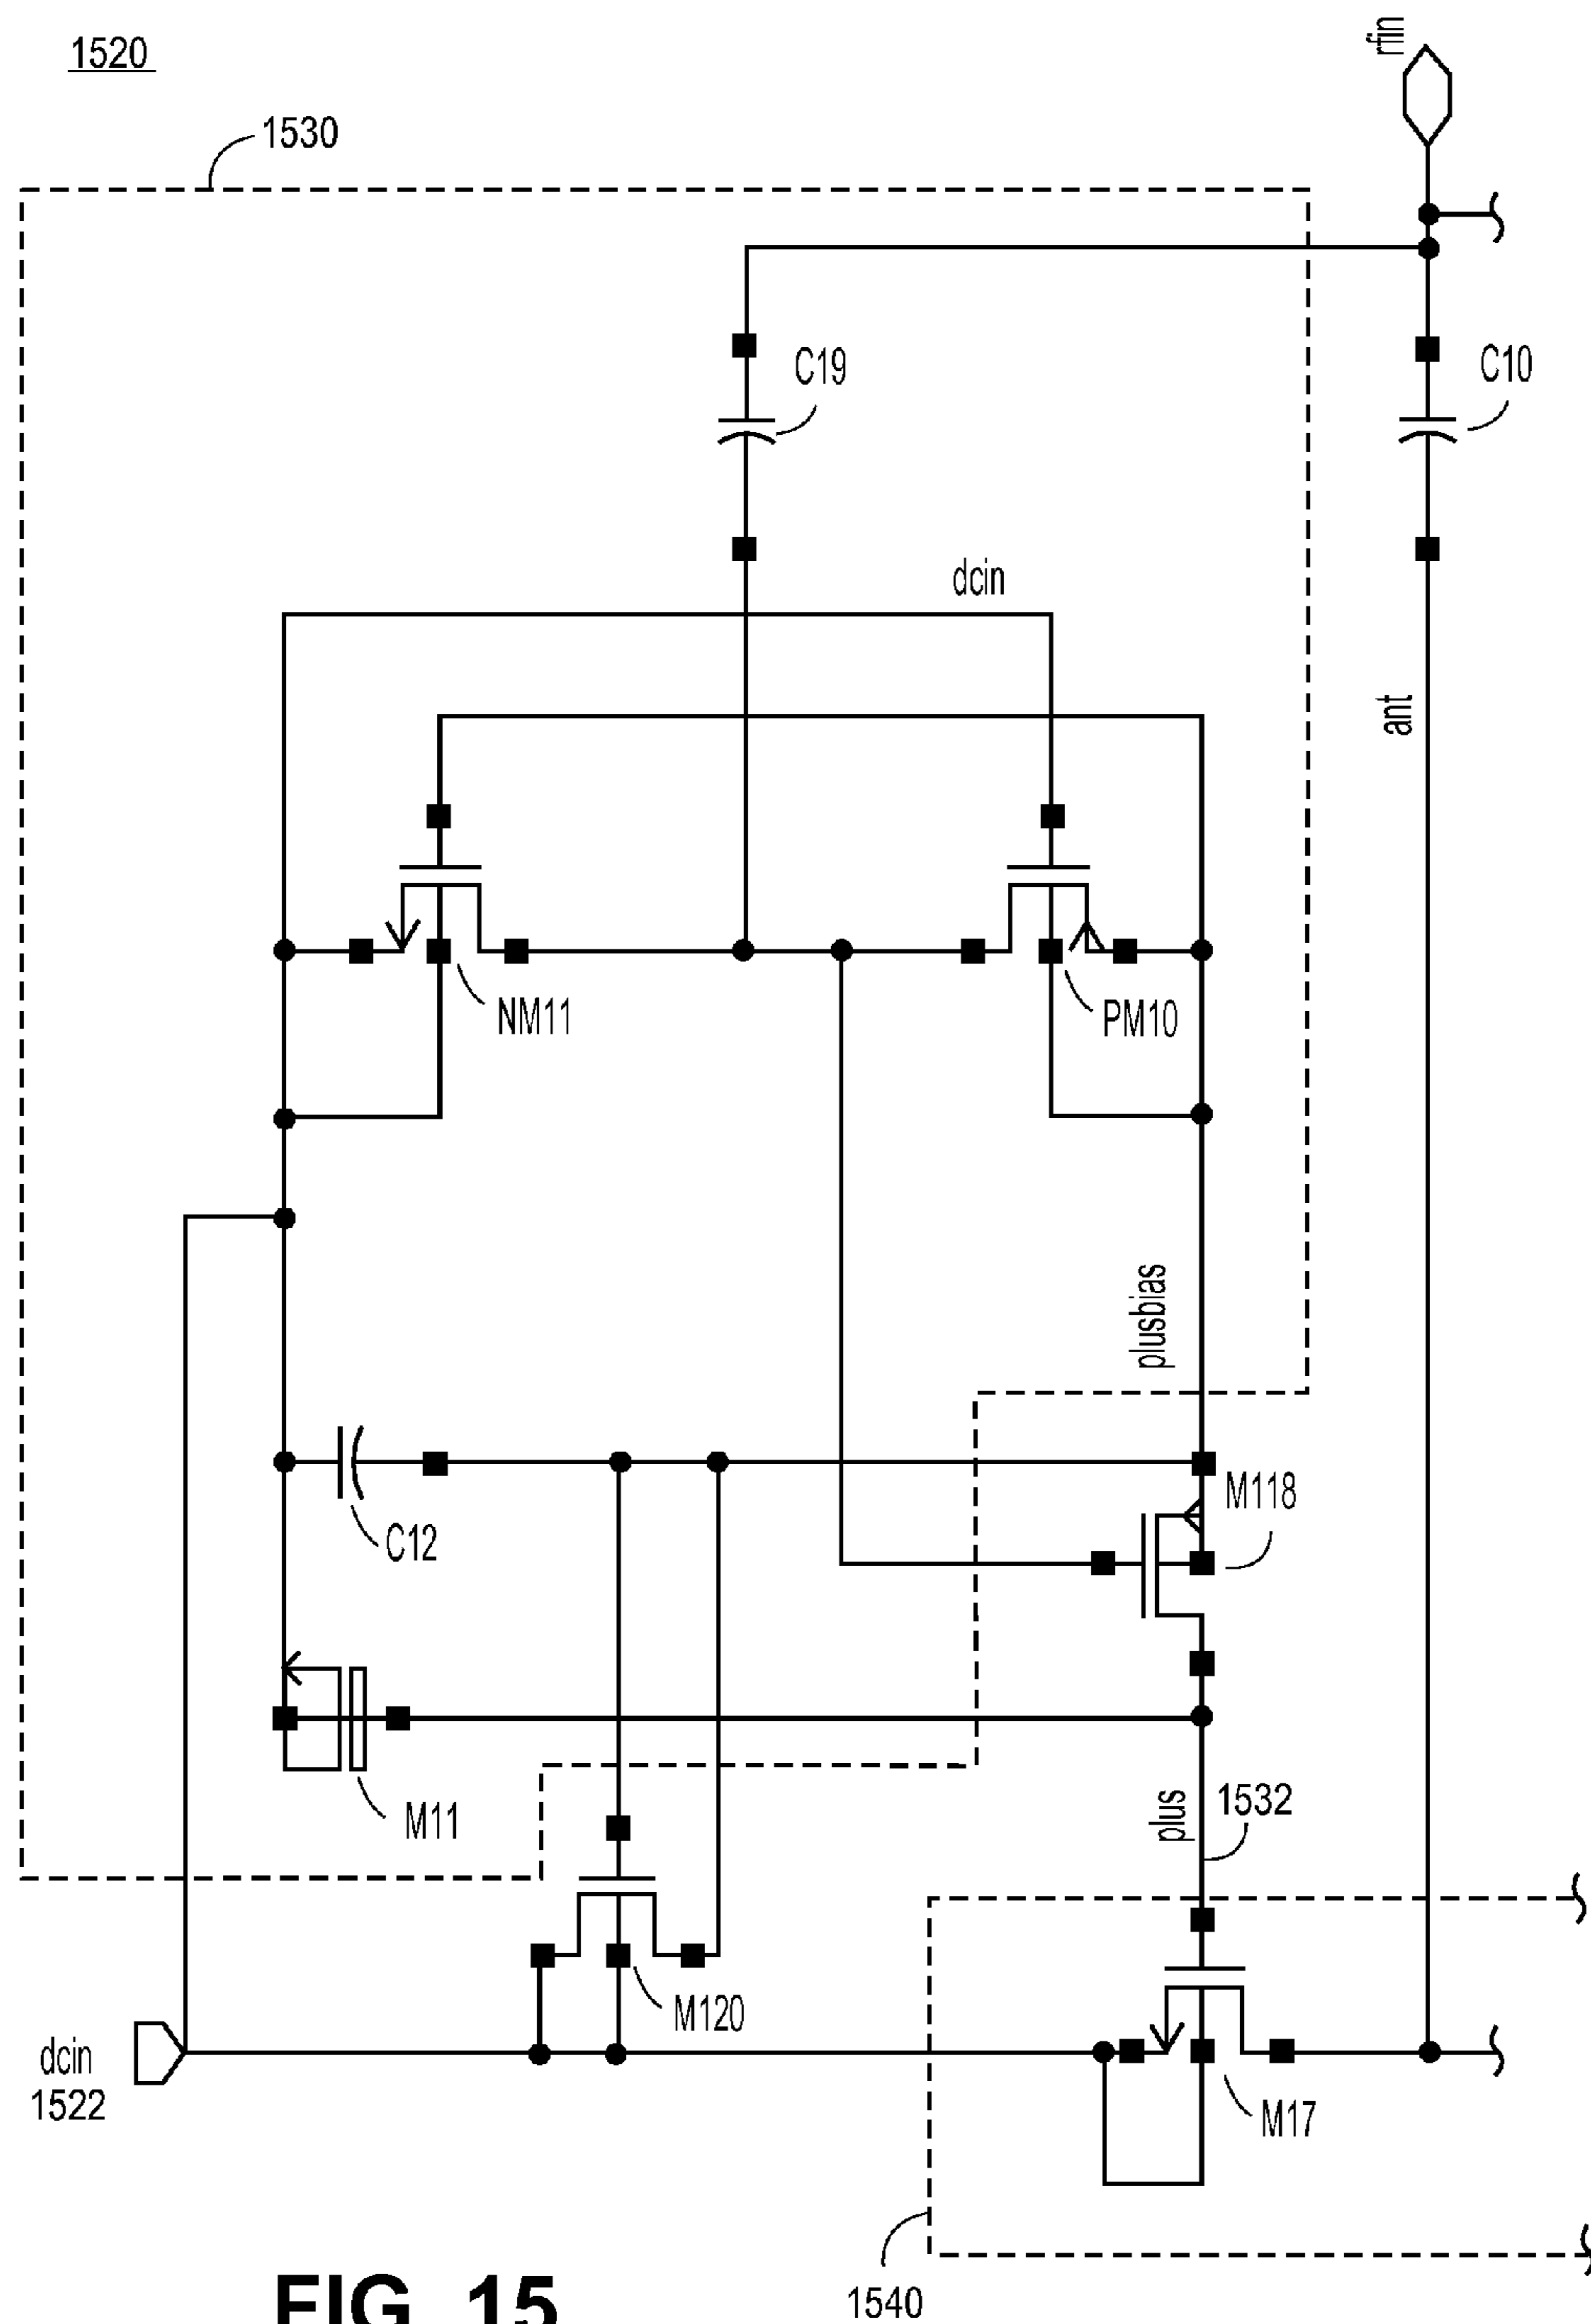 1520
rfin
1530
C19
C10
dcin
ant
NM11
PM10
plusbias
M118
C12
plus
1532
M11
M120
dcin
1522
M17
1540
FIG. 15